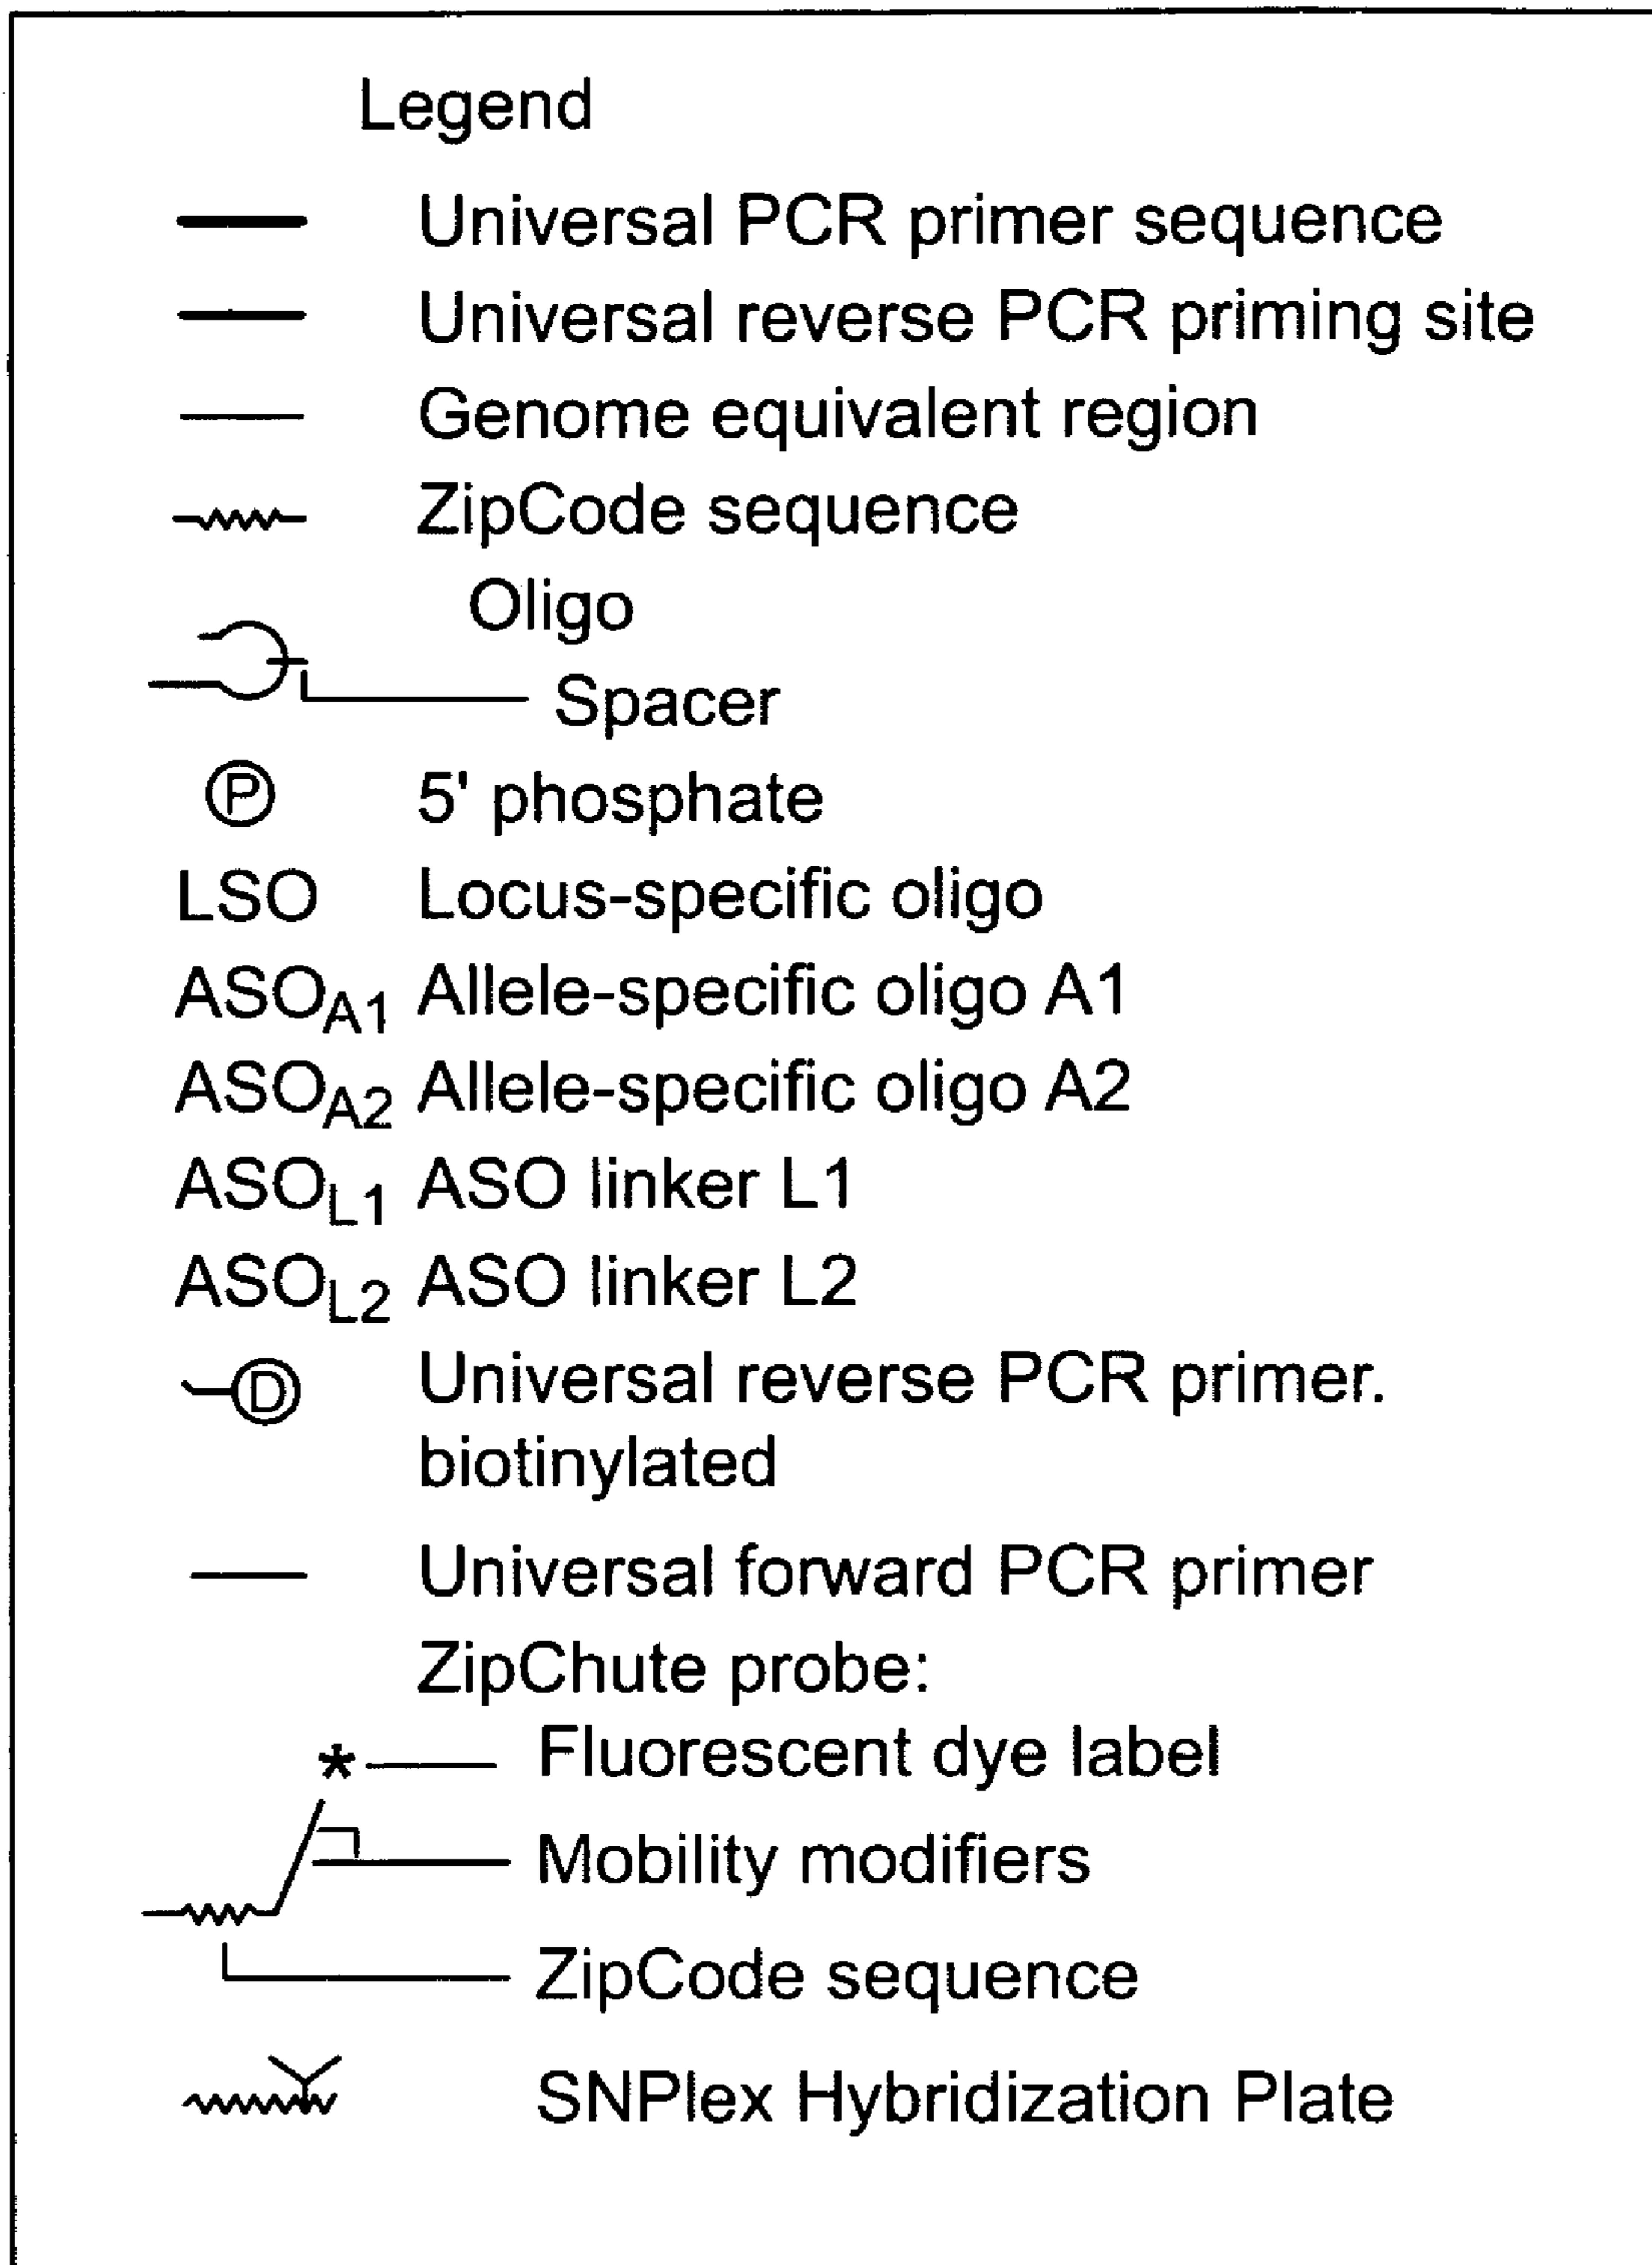 Legend
Universal PCR primer sequence
Universal reverse PCR priming site
Genome equivalent region
ZipCode sequence
Oligo
Spacer
P 5' phosphate
LSO Locus-specific oligo
ASOA1 Allele-specific oligo A1
ASOA2 Allele-specific oligo A2
ASOL1 ASO linker L1
ASOL2 ASO linker L2
D Universal reverse PCR primer.
biotinylated
Universal forward PCR primer
ZipChute probe:
* Fluorescent dye label
Mobility modifiers
ZipCode sequence
SNPlex Hybridization Plate